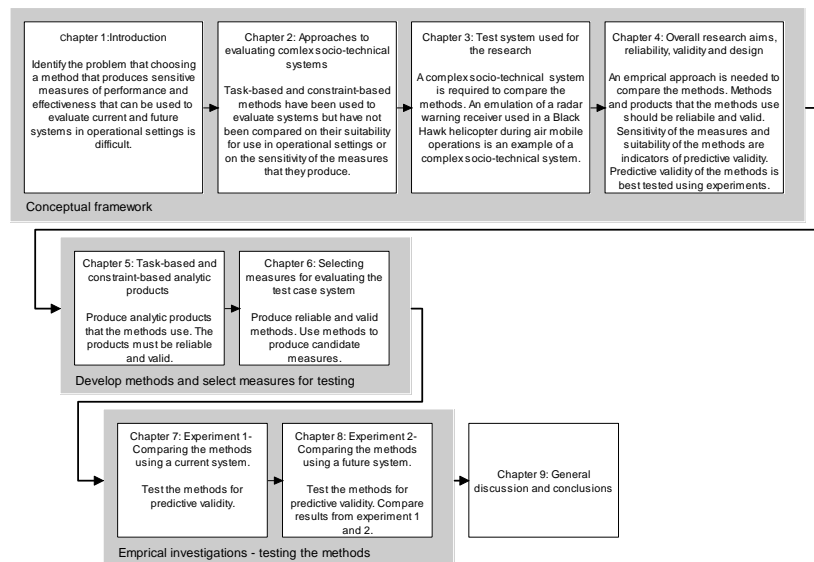 Chapter 1:Introduction
Identify the problem that choosing
a method that produces sensitive
measures of performance and
effectiveness that can be used to
evaluate current and future
systems in operational settings is
difficult.
Chapter 2: Approaches to
evaluating comlex socio-technical
systems
Task-based and constraint-based
methods have been used to
evaluate systems but have not
been compared on their suitability
for use in operational settings or
on the sensitivity of the measures
that they produce.
Chapter 3: Test system used for
the research
A complex socio-technical system
is required to compare the
methods. An emulation of a radar
warning receiver used in a Black
Hawk helicopter during air mobile
operations is an example of a
complex socio-technical system.
Chapter 4: Overall research aims,
reliability, validity and design
An emprical approach is needed to
compare the methods. Methods
and products that the methods use
should be reliabile and valid.
Sensitivity of the measures and
suitability of the methods are
indicators of predictive validity.
Predictive validity of the methods is
best tested using experiments.
Conceptual framework
Chapter 5: Task-based and
constraint-based analytic
products
Produce analytic products
that the methods use. The
products must be reliable
and valid.
Chapter 6: Selecting
measures for evaluating the
test case system
Produce reliable and valid
methods. Use methods to
produce candidate
measures.
Develop methods and select measures for testing
Chapter 7: Experiment 1-
Comparing the methods
using a current system.
Test the methods for
predictive validity.
Chapter 8: Experiment 2-
Comparing the methods
using a future system.
Test the methods for
predictive validity. Compare
results from experiment 1
and 2.
Emprical investigations - testing the methods
Chapter 9: General
discussion and conclusions